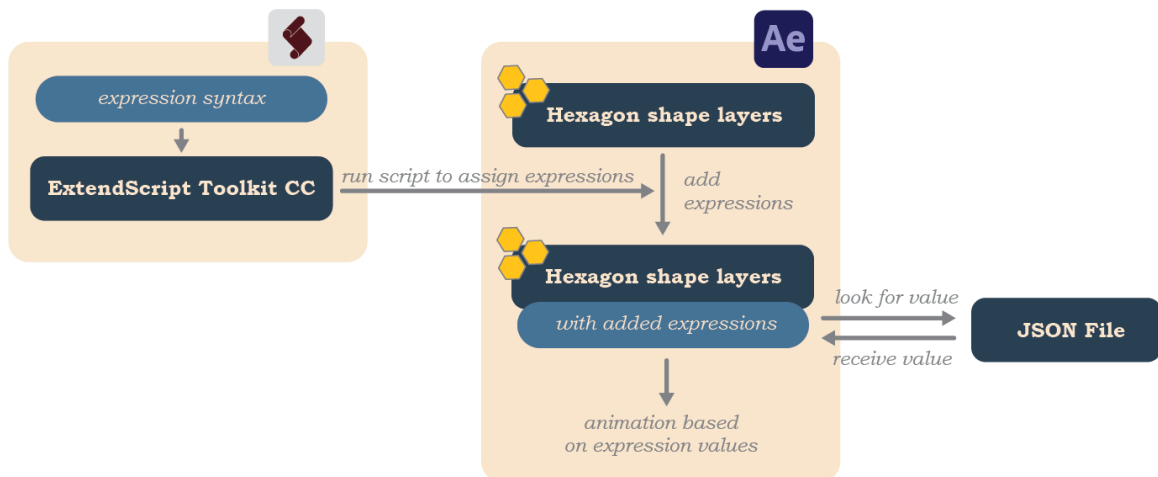 Ae
expression syntax
Hexagon shape layers
ExtendScript Toolkit CC
run script to assign expressions
add
expressions
Hexagon shape layers
with added expressions
look for value
JSON File
receive value
animation based
on expression values